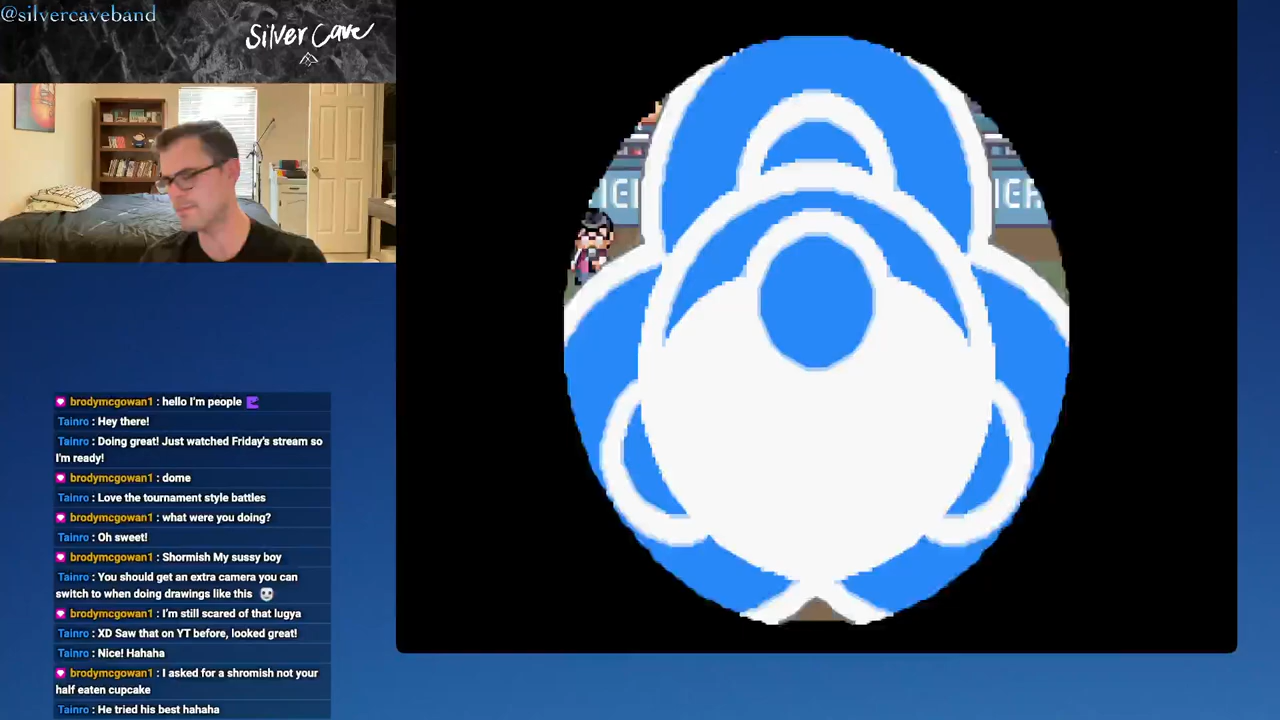 @silvercaveband
Silver Cave
brodymcgowan1 : hello I'm people
Tainro : Hey there!
Tainro : Doing great! Just watched Friday's stream so
I'm ready!
brodymcgowan1 : dome
Tainro : Love the tournament style battles
brodymcgowan1 : what were you doing?
Tainro : Oh sweet!
brodymcgowan1 : Shormish My sussy boy
Tainro : You should get an extra camera you can
switch to when doing drawings like this
brodymcgowan1 : I'm still scared of that lugya
Tainro : XD Saw that on YT before, looked great!
Tainro : Nice! Hahaha
brodymcgowan1 : I asked for a shromish not your
half eaten cupcake
Tainro : He tried his best hahaha